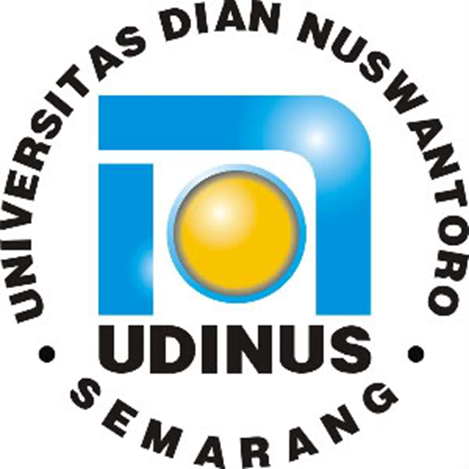 UNIVERSITAS DIAN NUSWANTORO
UDINUS
• SEMARANG •